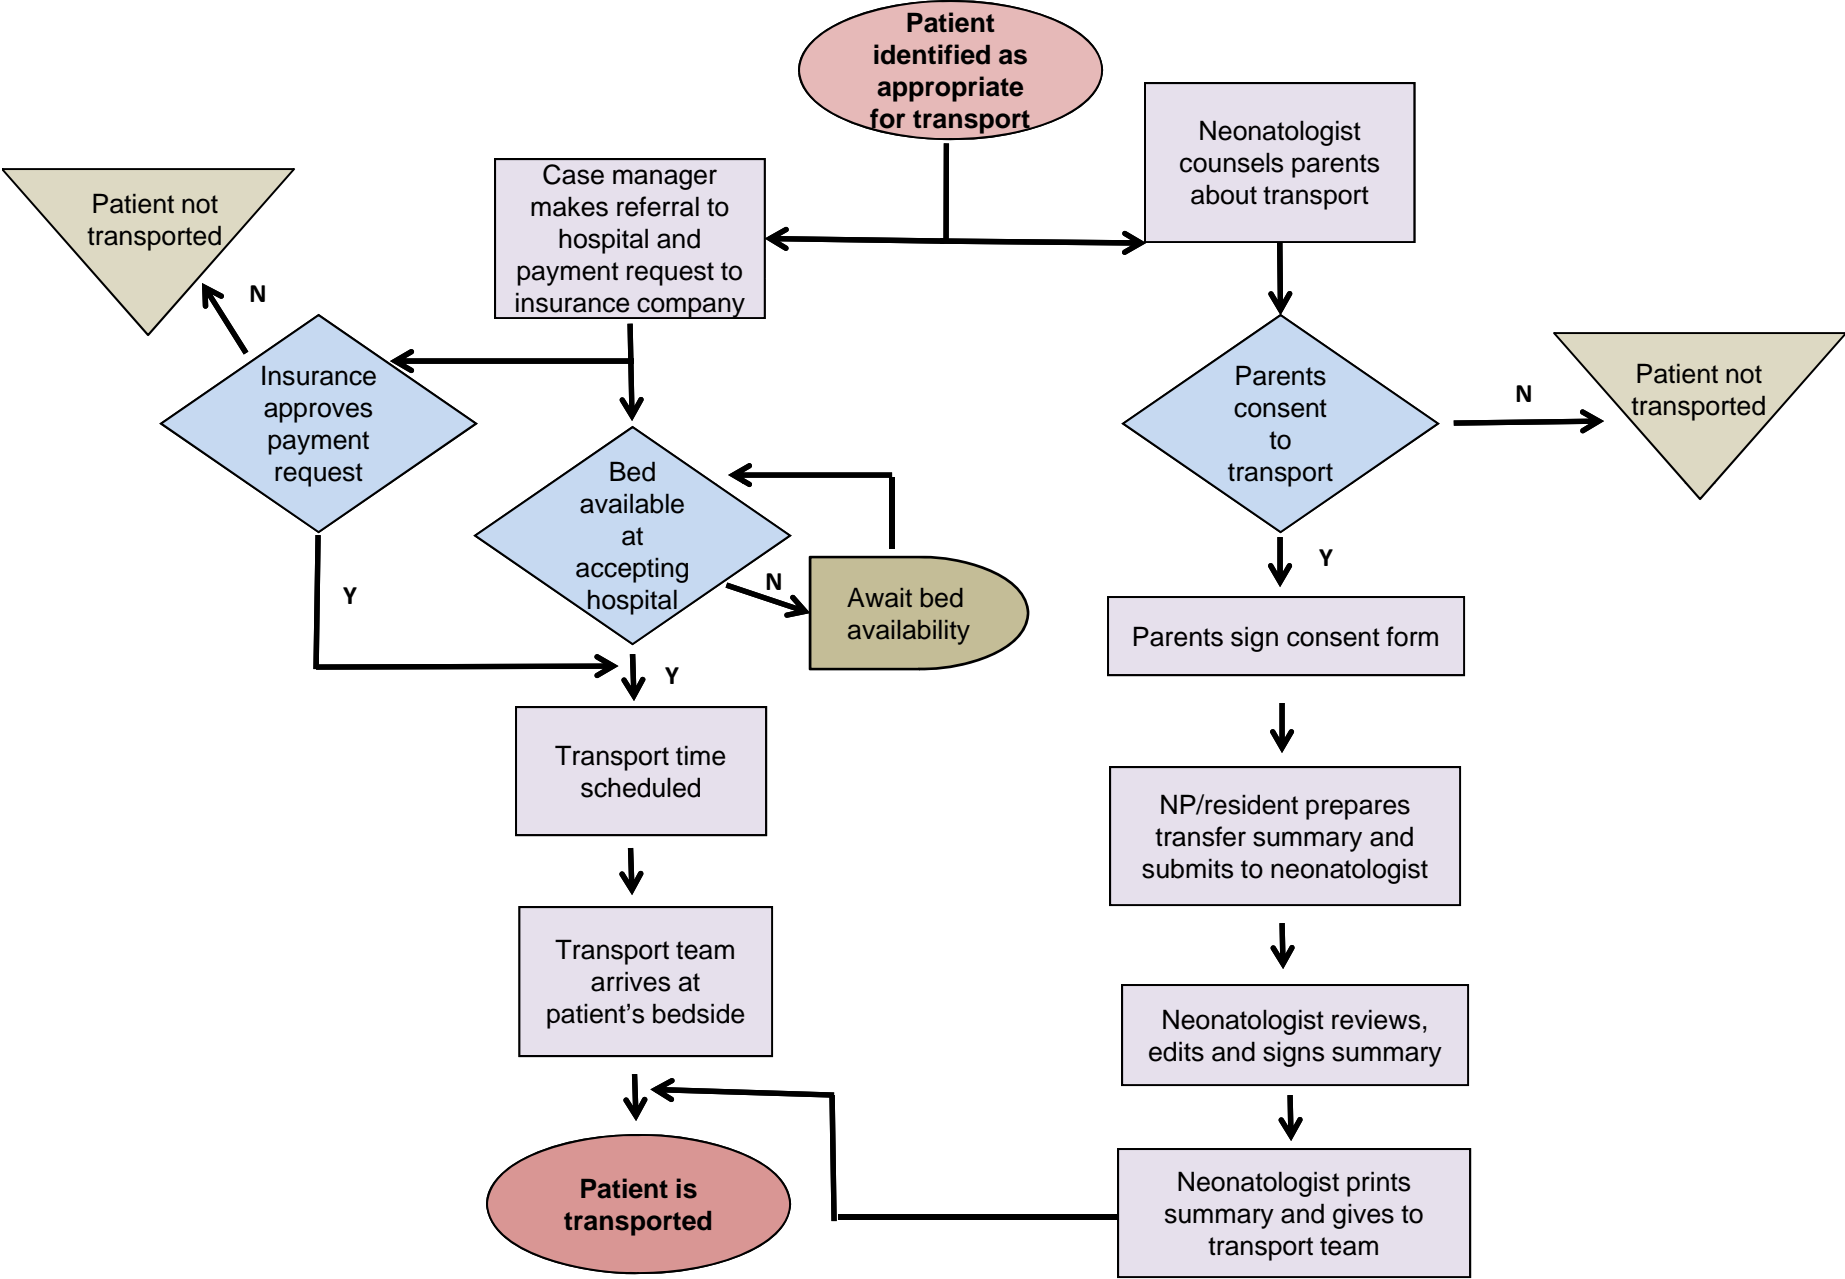 Patient
identified as
appropriate
for transport
Neonatologist
counsels parents
about transport
Case manager
makes referral to
hospital and
payment request to
insurance company
Patient not
transported
N
Insurance
approves
payment
request
Parents
consent
to
transport
N
Patient not
transported
Bed
available
at
accepting
hospital
N
Y
Await bed
availability
Y
Y
Parents sign consent form
Transport time
scheduled
NP/resident prepares
transfer summary and
submits to neonatologist
Transport team
arrives at
patient’s bedside
Neonatologist reviews,
edits and signs summary
Patient is
transported
Neonatologist prints
summary and gives to
transport team